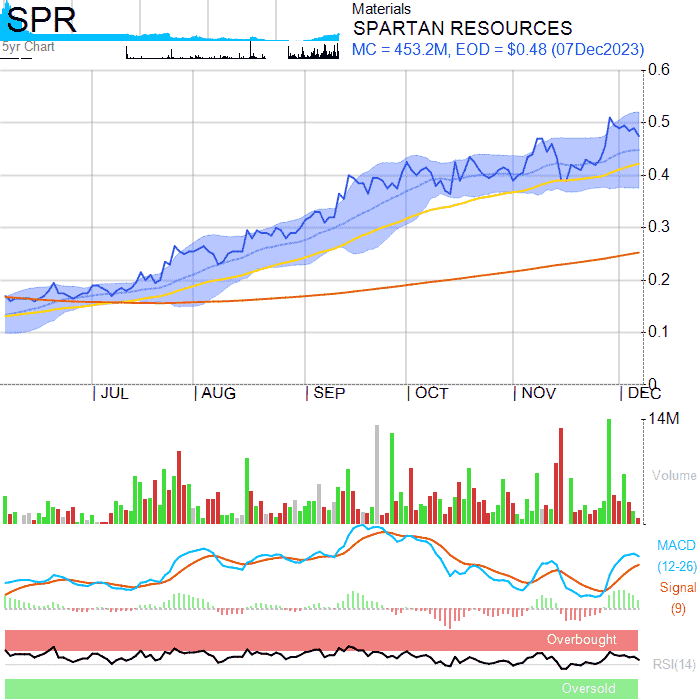 SPR
5yr Chart
Materials
SPARTAN RESOURCES
MC = 453.2M, EOD = $0.48 (07Dec2023)
0.6
0.5
0.4
0.3
0.2
0.1
0
JUL AUG SEP OCT NOV DEC
14M
Volume
MACD
(12-26)
Signal
(9)
Overbought
RSI(14)
Oversold